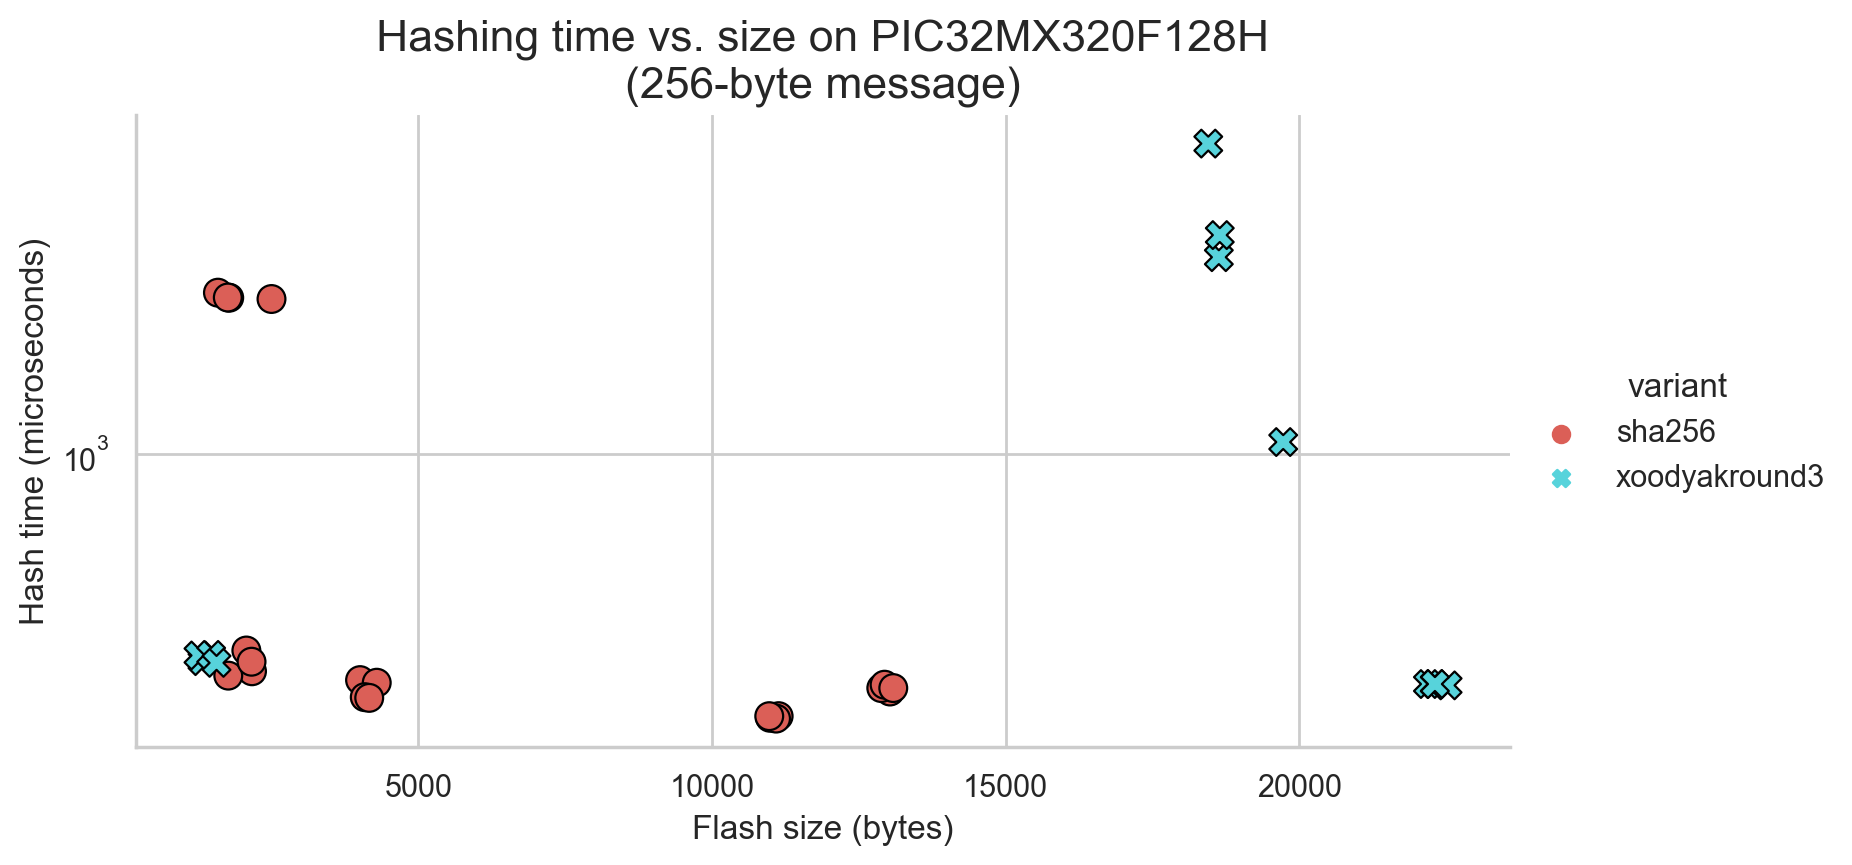 Hashing time vs. size on PIC32MX320F128H
(256-byte message)
Hash time (microseconds)
10³
5000
10000
15000
20000
Flash size (bytes)
variant
sha256
xoodyakround3